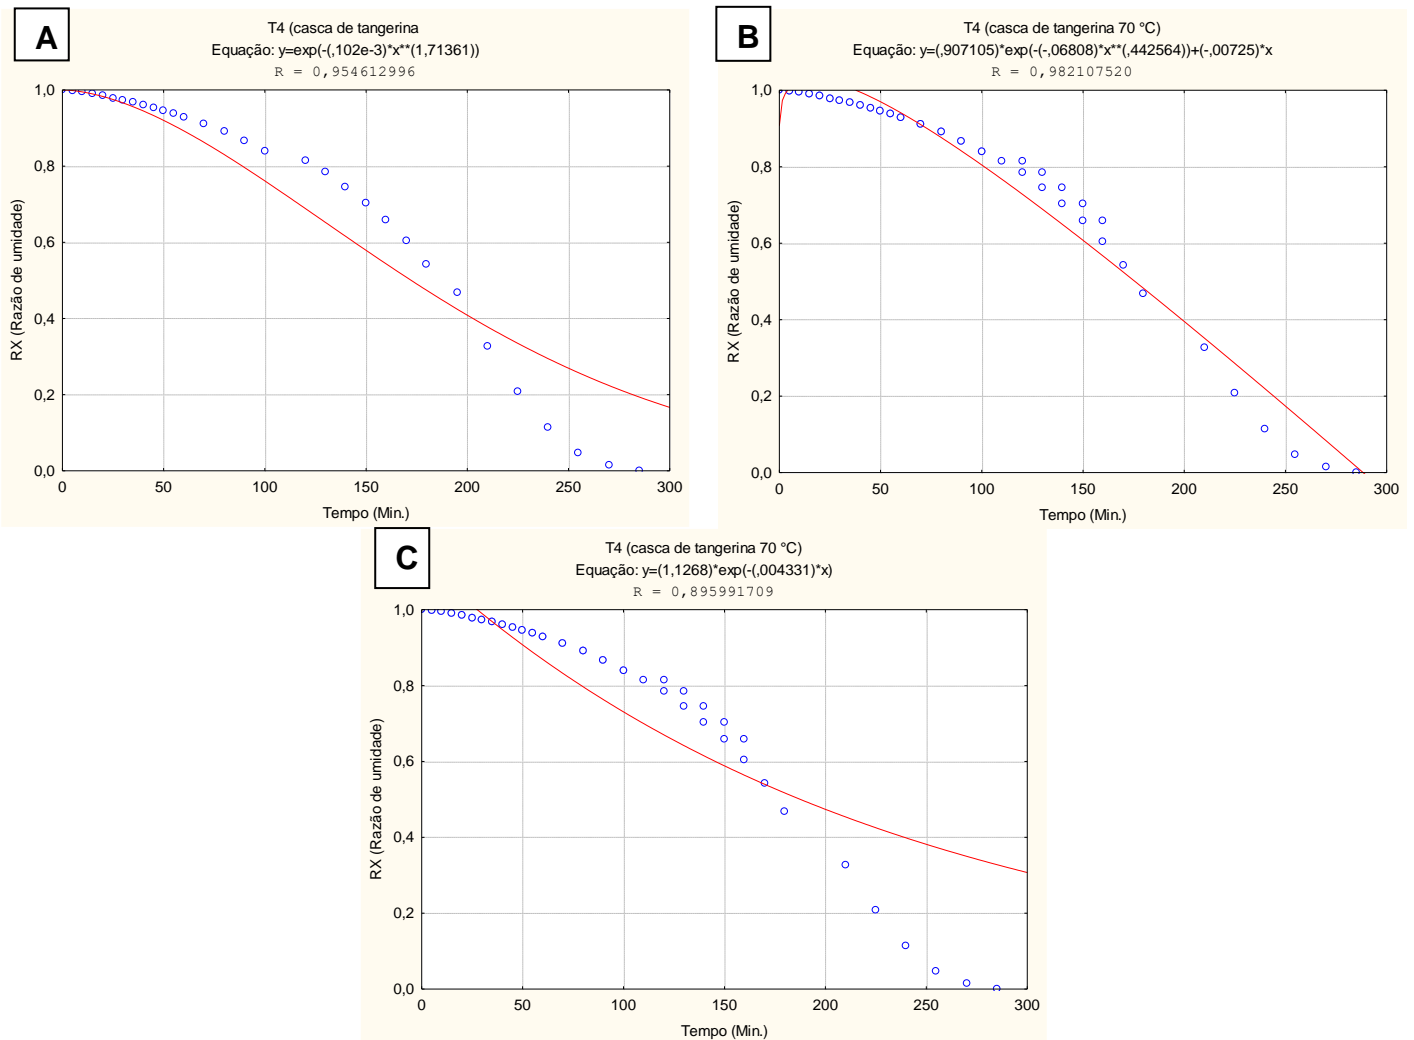 A
T4 (casca de tangerina
Equação: y=exp(-(,102e-3)*x**(1,71361))
R = 0,954612996
1,0
0,8
0,6
0,4
0,2
0,0
RX (Razão de umidade)
0 50 100 150 200 250 300
Tempo (Min.)
B
T4 (casca de tangerina 70 °C)
Equação: y=(,907105)*exp(-(-,06808)*x**(,442564))+(-,00725)*x
R = 0,982107520
1,0
0,8
0,6
0,4
0,2
0,0
RX (Razão de umidade)
0 50 100 150 200 250 300
Tempo (Min.)
C
T4 (casca de tangerina 70 °C)
Equação: y=(1,1268)*exp(-(,004331)*x)
R = 0,895991709
1,0
0,8
0,6
0,4
0,2
0,0
RX (Razão de umidade)
0 50 100 150 200 250 300
Tempo (Min.)